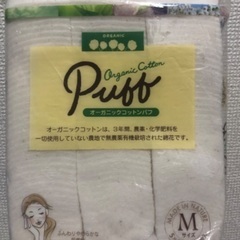 Organic Cotton
Puff
オーガニックコットンパフ
オーガニックコットンは、3年間、農薬・化学肥料を
一切使用していない農地で無農薬有機栽培された綿花です。
M
サイズ